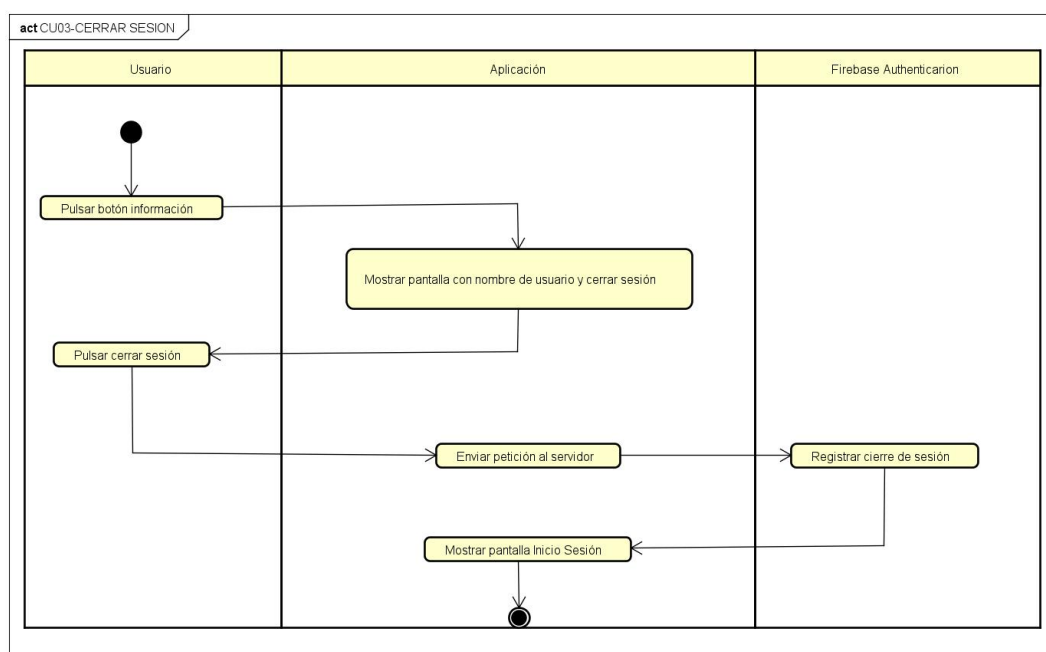 act CU03-CERRAR SESION
Usuario
Aplicación
Firebase Authenticarion
Pulsar botón información
Mostrar pantalla con nombre de usuario y cerrar sesión
Pulsar cerrar sesión
Enviar petición al servidor
Registrar cierre de sesión
Mostrar pantalla Inicio Sesión